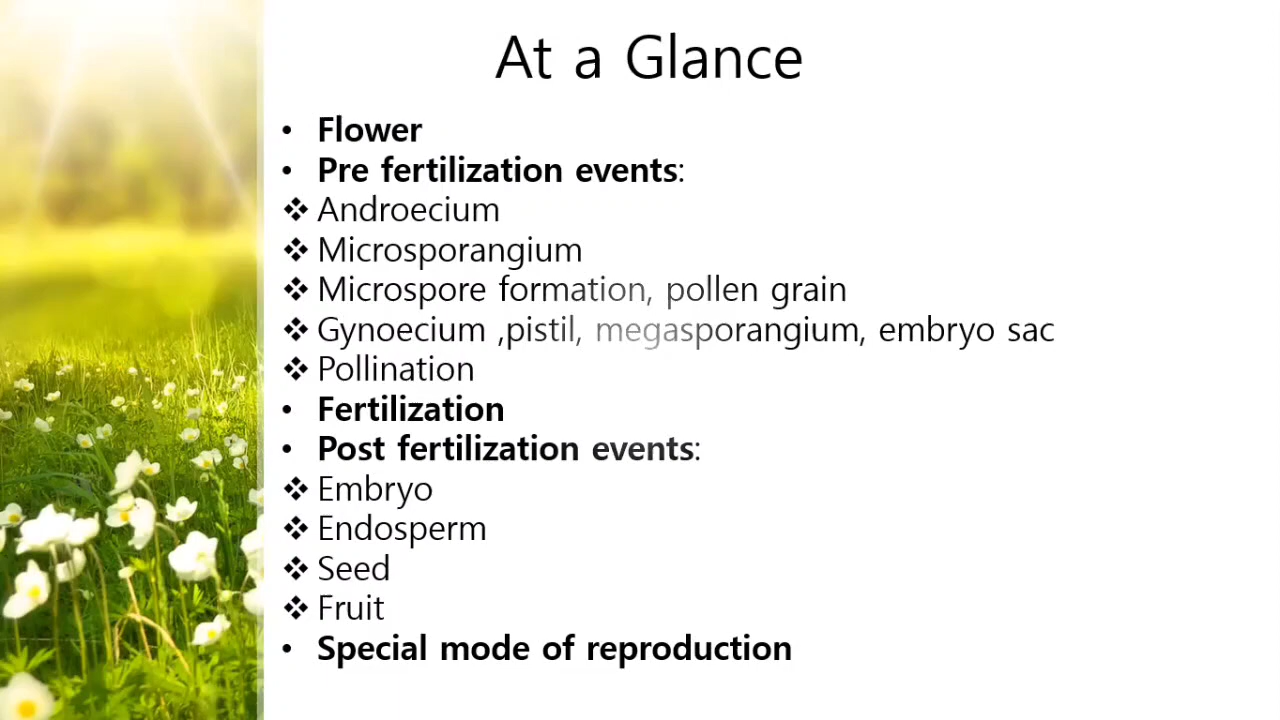 At a Glance
• Flower
• Pre fertilization events:
❖ Androecium
❖ Microsporangium
❖ Microspore formation, pollen grain
❖ Gynoecium ,pistil, megasporangium, embryo sac
❖ Pollination
• Fertilization
• Post fertilization events:
❖ Embryo
❖ Endosperm
❖ Seed
❖ Fruit
• Special mode of reproduction